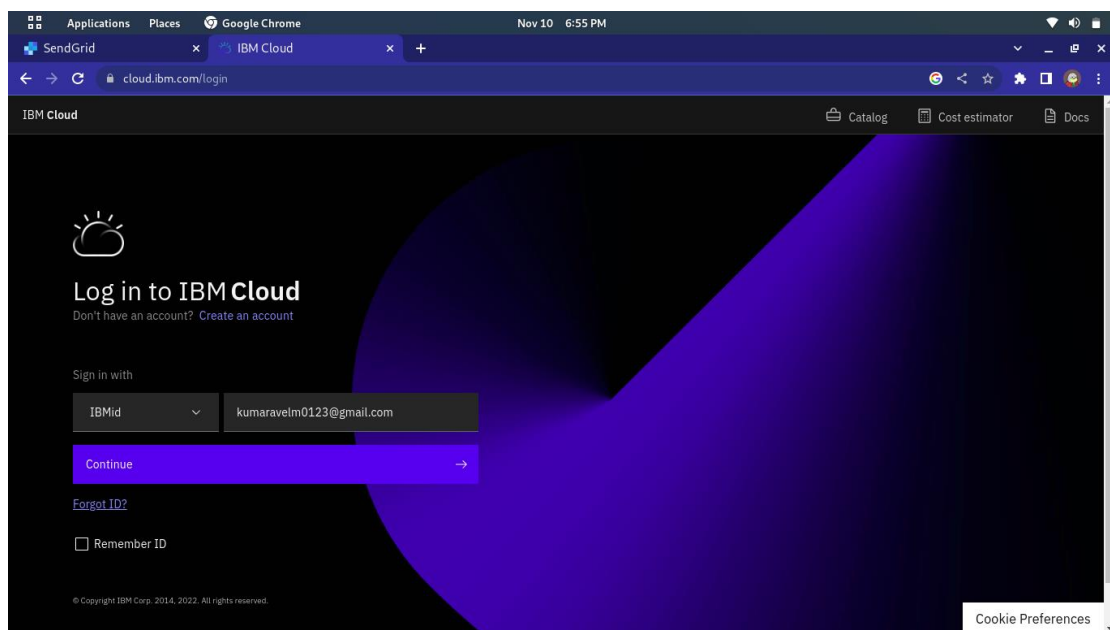 Applications Places Google Chrome Nov 10 6:55 PM
SendGrid IBM Cloud
cloud.ibm.com/login
IBM Cloud Catalog Cost estimator Docs
Log in to IBM Cloud
Don't have an account? Create an account
Sign in with
IBMid kumaravelm0123@gmail.com
Continue
Forgot ID?
Remember ID
© Copyright IBM Corp. 2014, 2022. All rights reserved.
Cookie Preferences